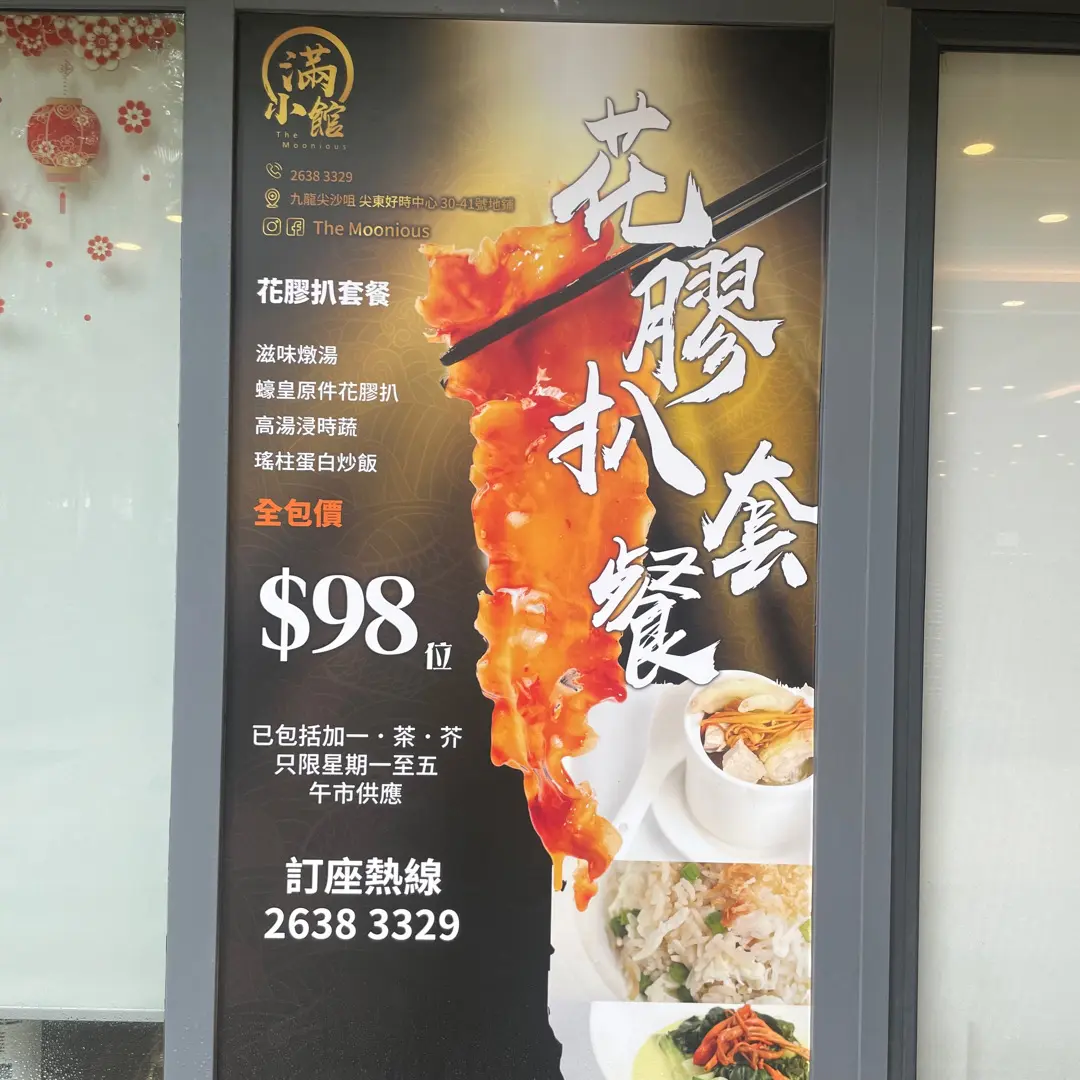 滿
小館
The
Moonious
2638 3329
九龍尖沙咀 尖東好時中心 30-41號地舖
The Moonious
花膠扒套餐
花膠扒套餐
滋味燉湯
蠔皇原件花膠扒
高湯浸時蔬
瑤柱蛋白炒飯
全包價
$98位
已包括加一・茶・芥
只限星期一至五
午市供應
訂座熱線
2638 3329